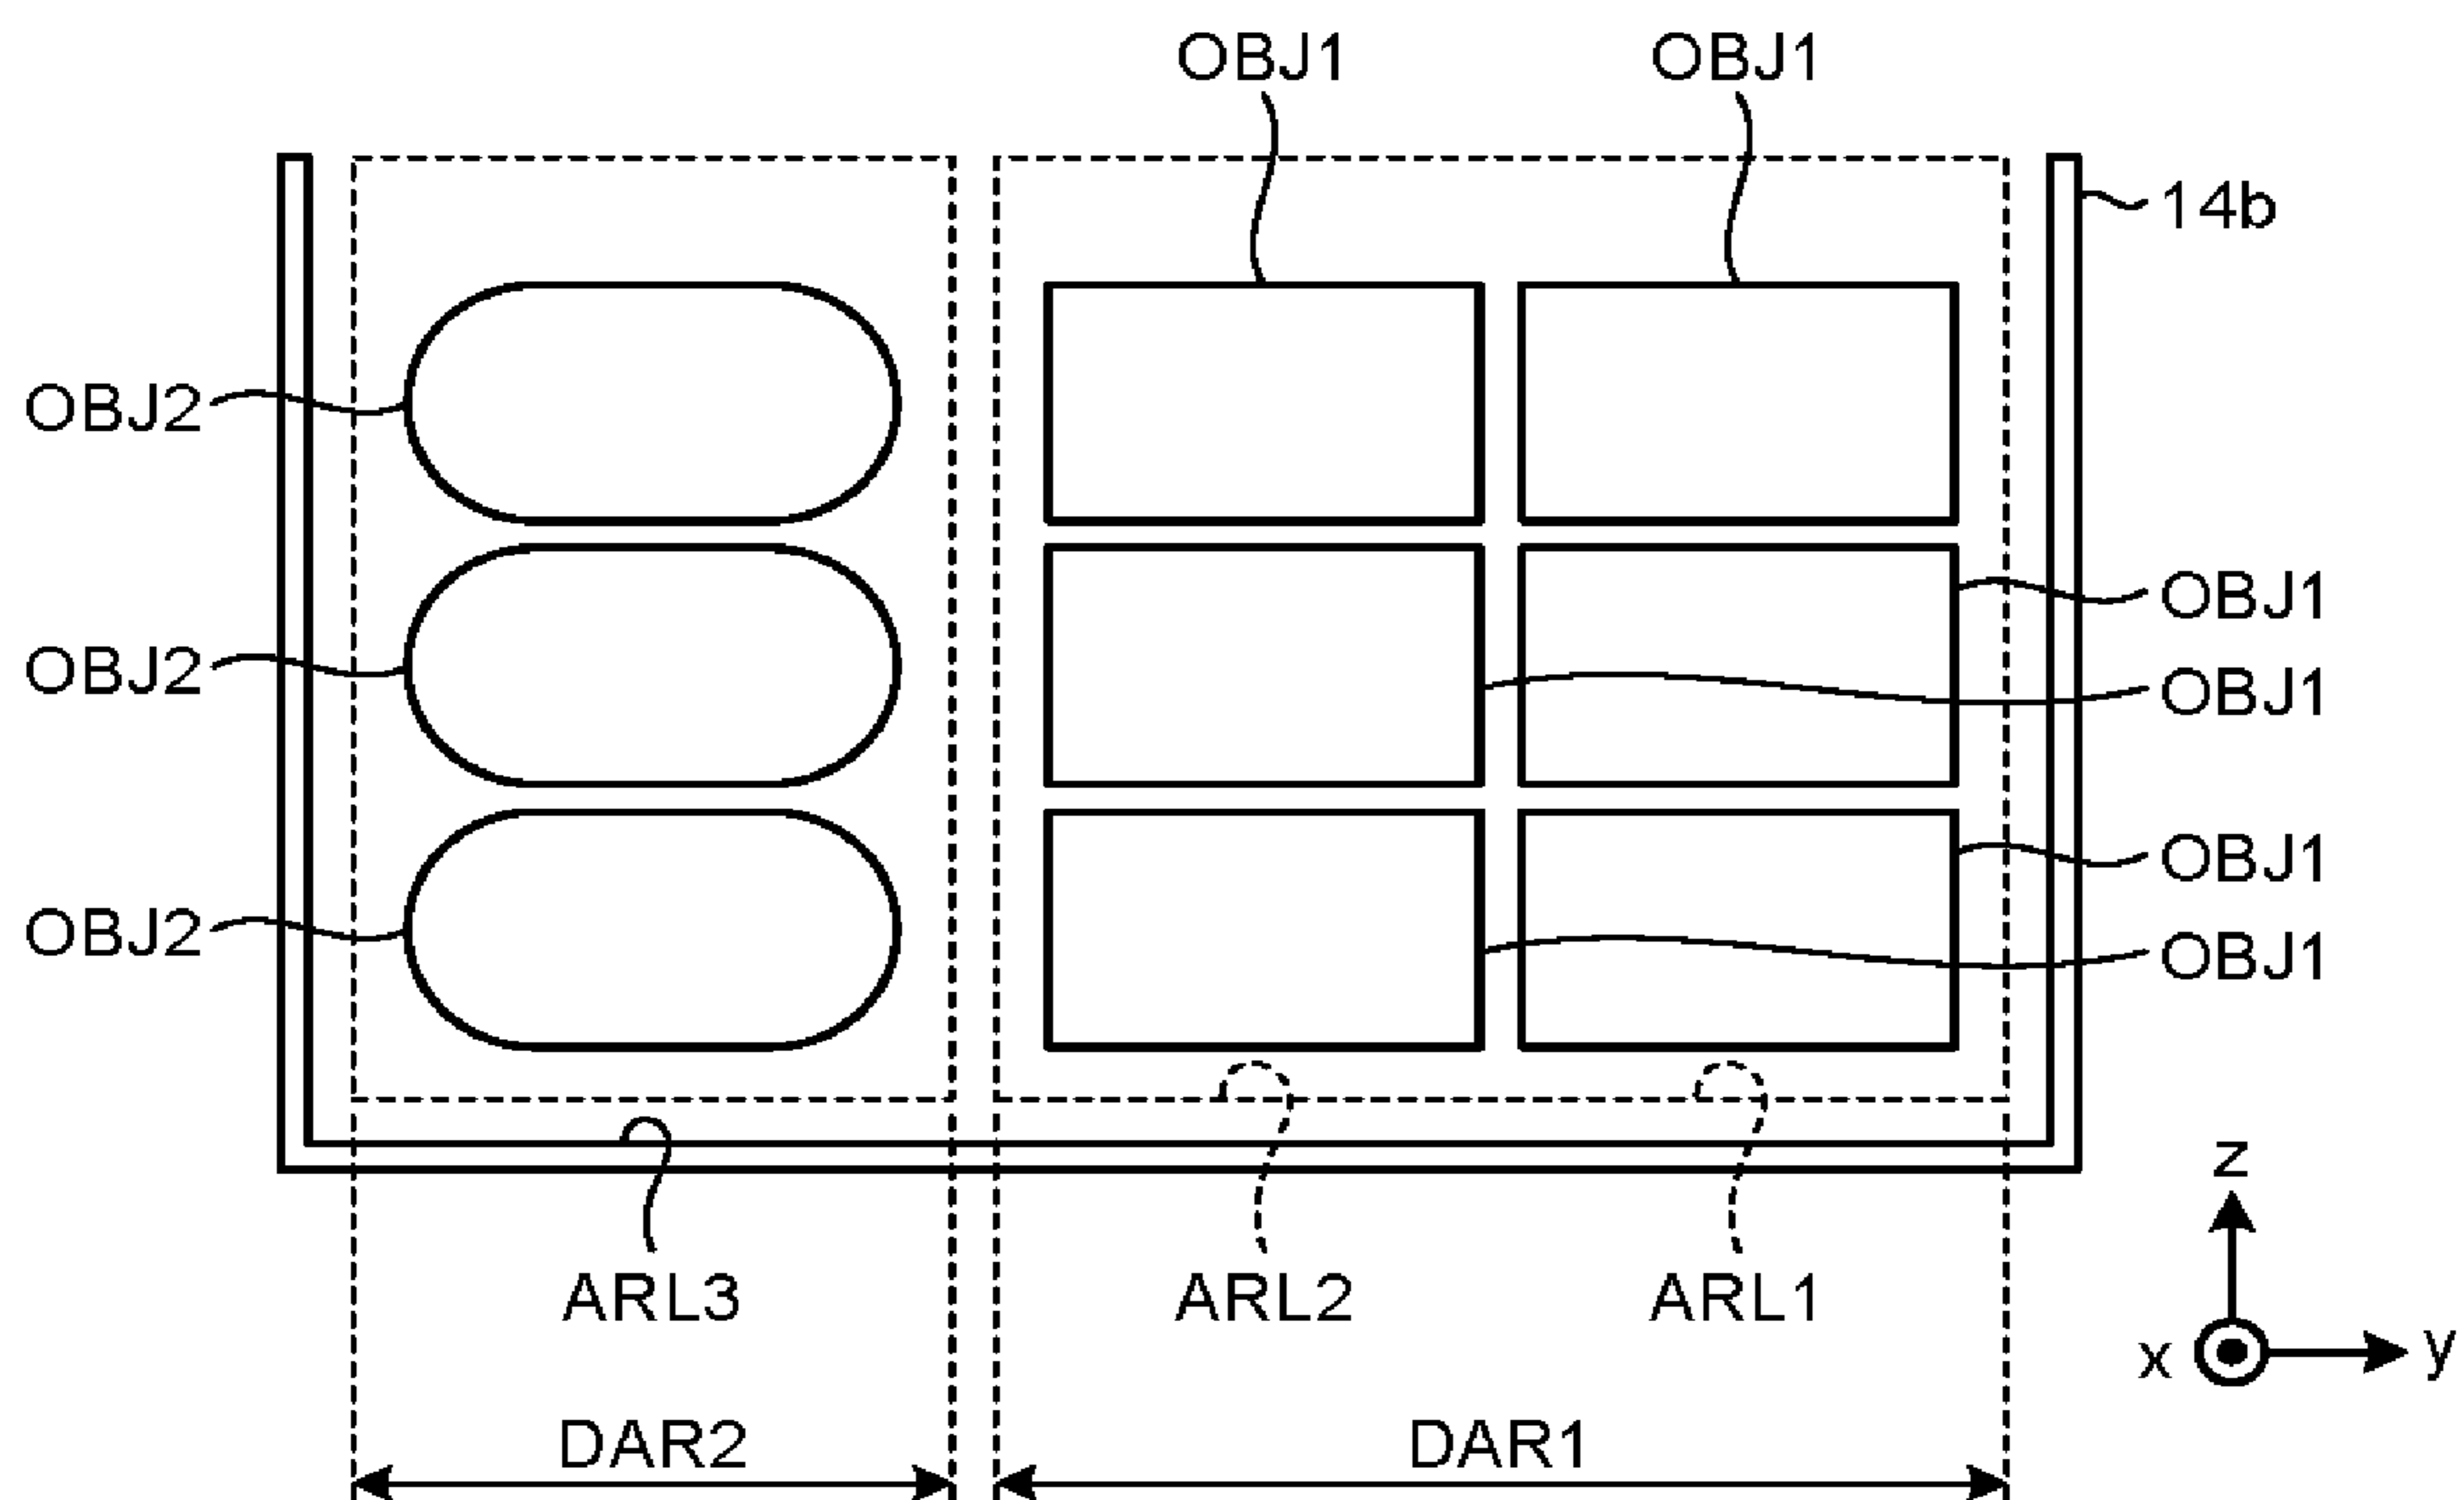 OBJ1 OBJ1
14b
OBJ2
OBJ1
OBJ2 OBJ1
OBJ1
OBJ2 OBJ1
z
ARL3 ARL2 ARL1
x y
DAR2 DAR1